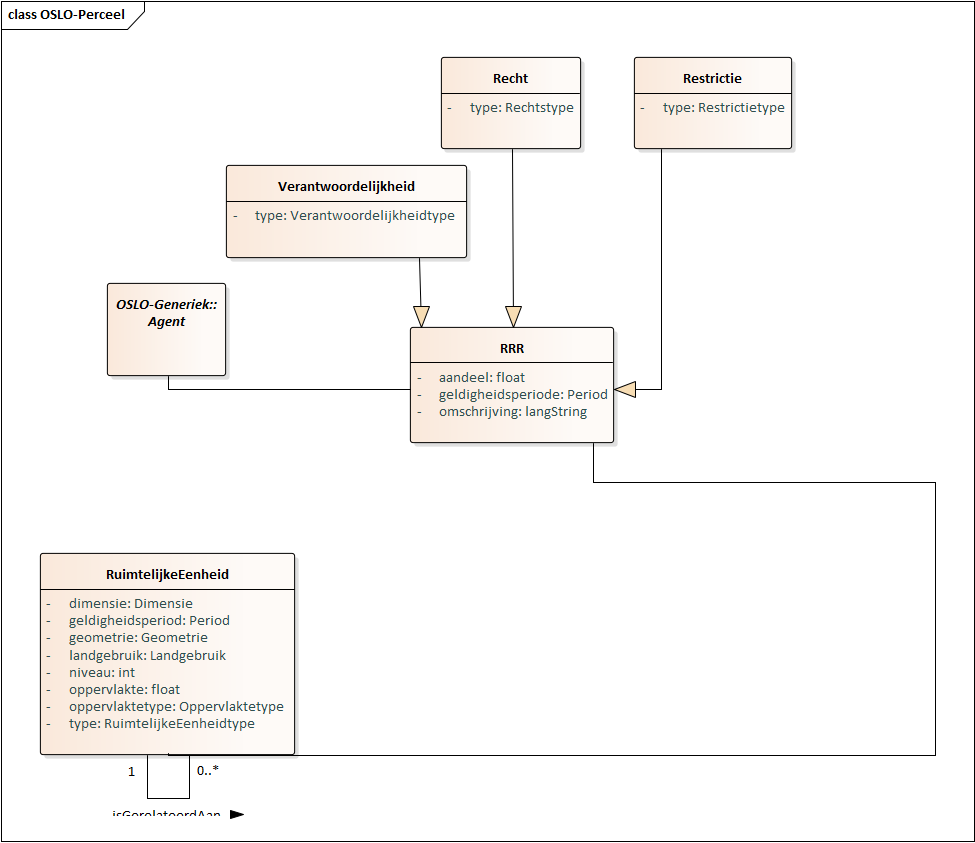 class OSLO-Perceel
Recht
- type: Rechtstype
Restrictie
- type: Restrictietype
Verantwoordelijkheid
- type: Verantwoordelijkheidtype
OSLO-Generiek::
Agent
RRR
- aandeel: float
- geldigheidsperiode: Period
- omschrijving: langString
RuimtelijkeEenheid
- dimensie: Dimensie
- geldigheidsperiod: Period
- geometrie: Geometrie
- landgebruik: Landgebruik
- niveau: int
- oppervlakte: float
- oppervlaktetype: Oppervlaktetype
- type: RuimtelijkeEenheidtype
1
0..*
isGerelateerdAan